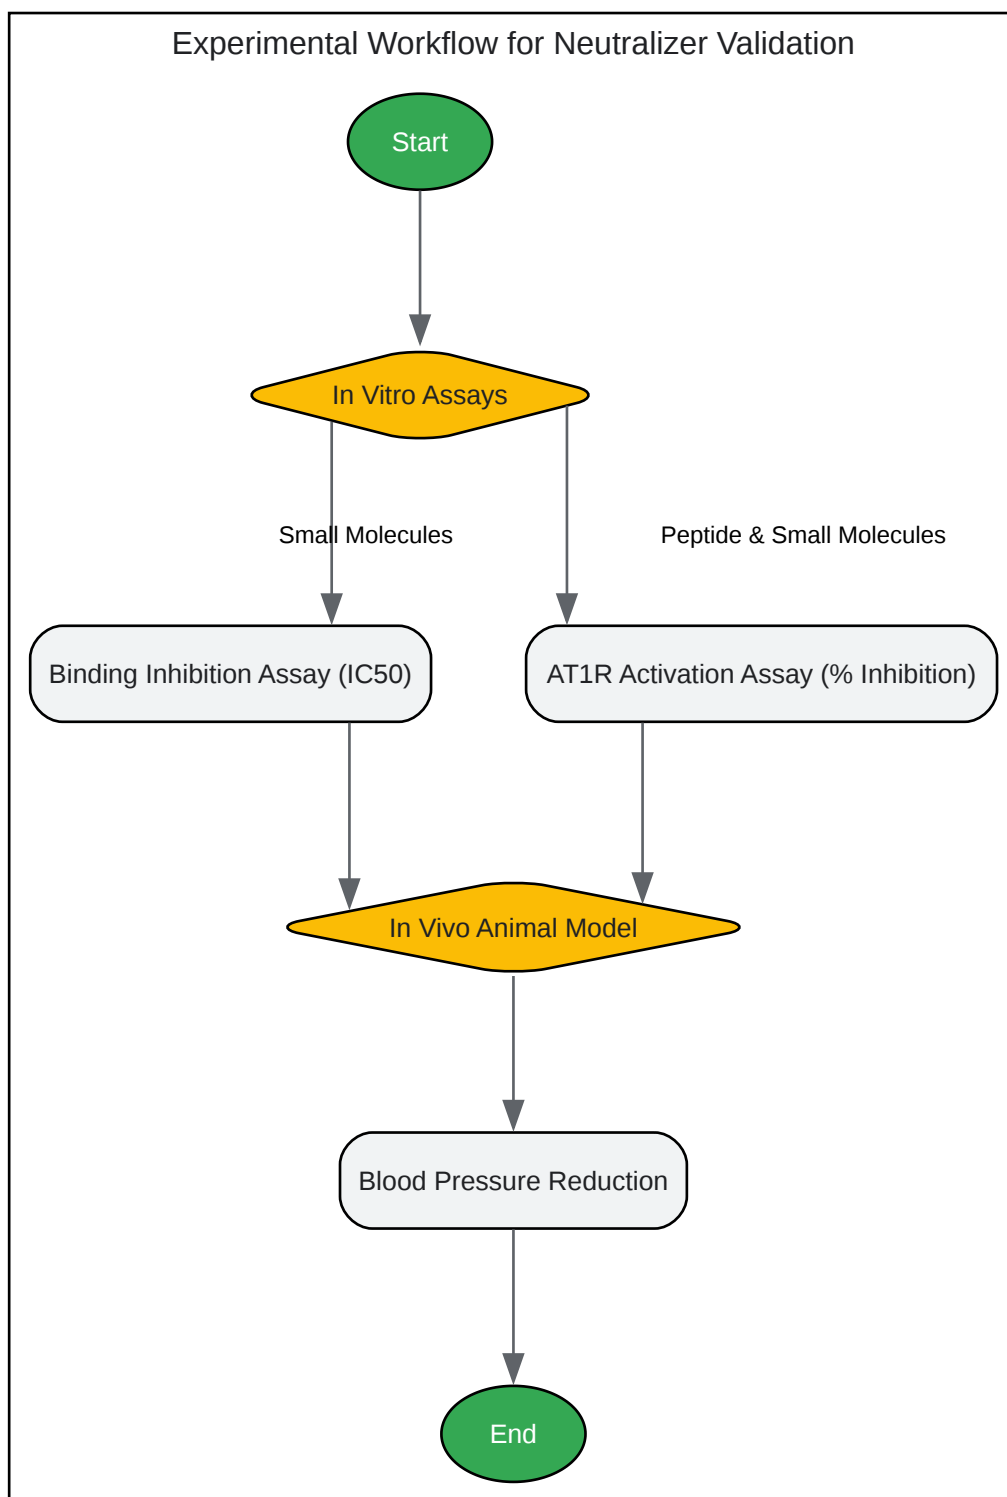 Experimental Workflow for Neutralizer Validation
Start
In Vitro Assays
Small Molecules
Peptide & Small Molecules
Binding Inhibition Assay (IC50)
AT1R Activation Assay (% Inhibition)
In Vivo Animal Model
Blood Pressure Reduction
End